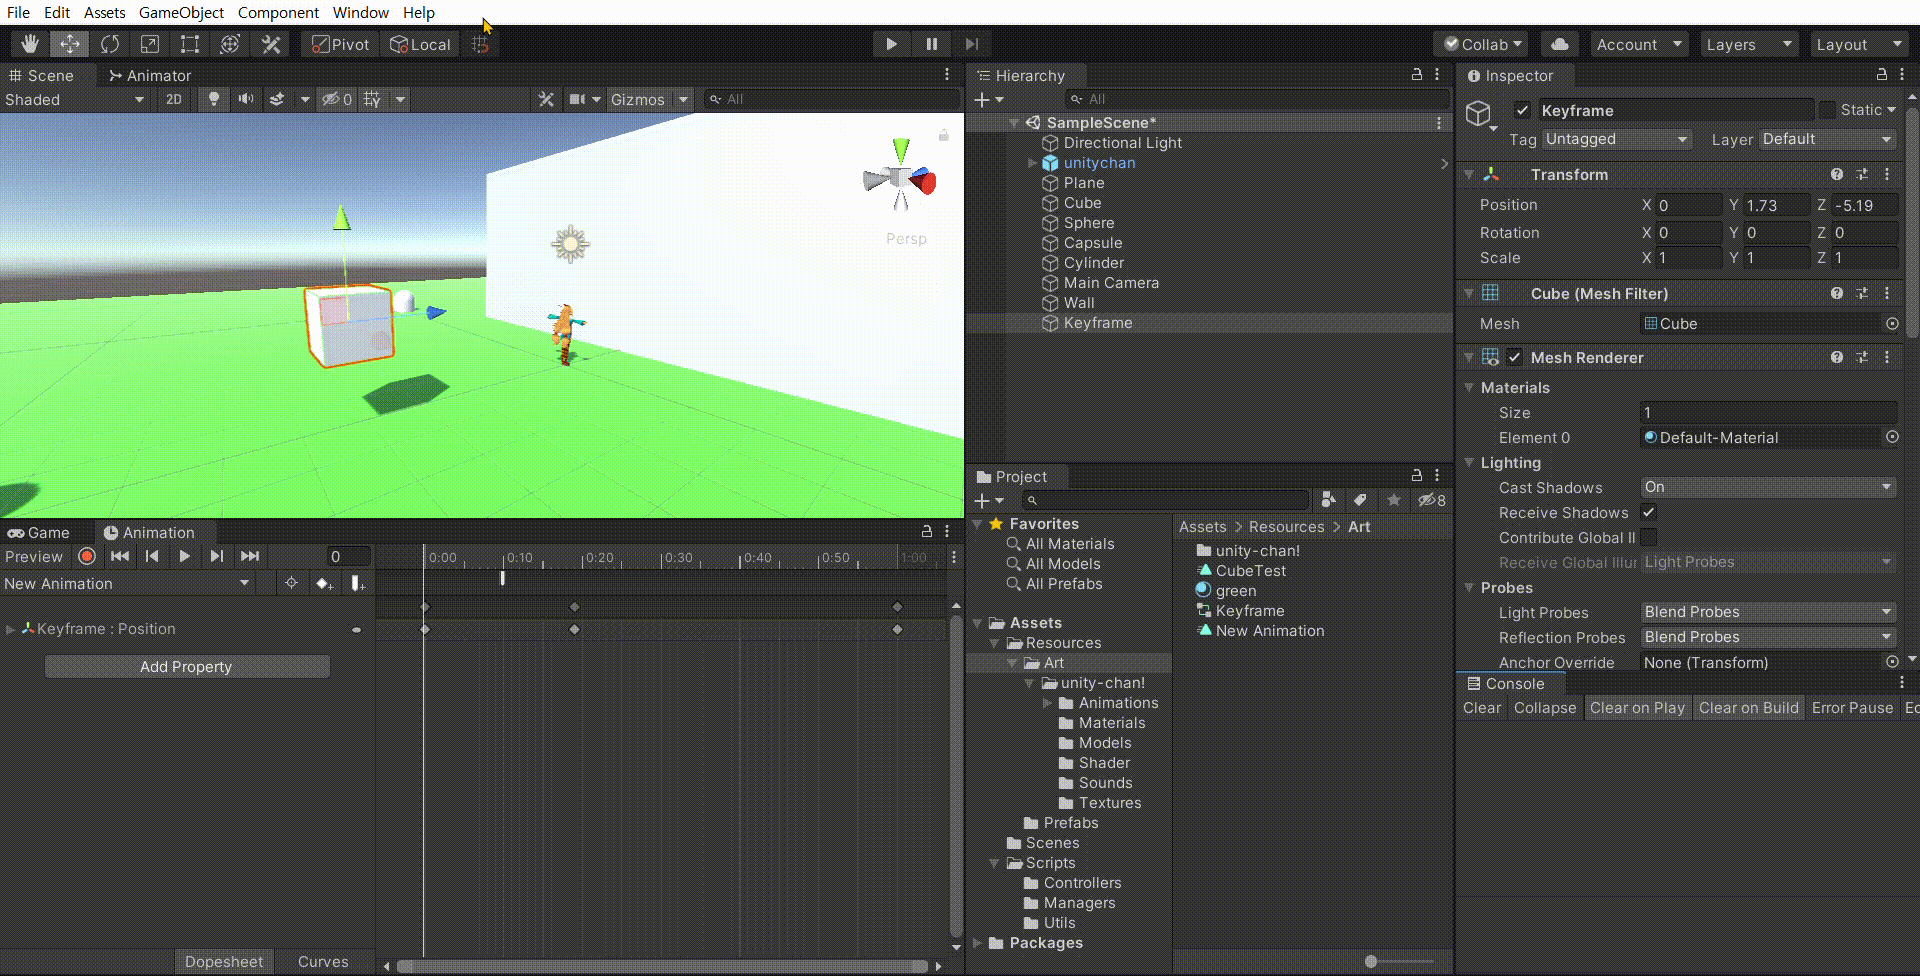 File Edit Assets GameObject Component Window Help
Pivot Local Collab Account Layers Layout
Scene Animator
Shaded 2D 0 Gizmos All
Persp
Hierarchy
All
SampleScene*
Directional Light
unitychan
Plane
Cube
Sphere
Capsule
Cylinder
Main Camera
Wall
Keyframe
Inspector
Keyframe Static
Tag Untagged Layer Default
Transform
Position X 0 Y 1.73 Z -5.19
Rotation X 0 Y 0 Z 0
Scale X 1 Y 1 Z 1
Cube (Mesh Filter)
Mesh Cube
Mesh Renderer
Materials
Size 1
Element 0 Default-Material
Lighting
Cast Shadows On
Receive Shadows
Contribute Global Il
Receive Global Illur Light Probes
Probes
Light Probes Blend Probes
Reflection Probes Blend Probes
Anchor Override None (Transform)
Game Animation
Preview 0 0:00 0:10 0:20 0:30 0:40 0:50 1:00
New Animation
Keyframe : Position
Add Property
Dopesheet Curves
Project
8
Favorites
All Materials
All Models
All Prefabs
Assets
Resources
Art
unity-chan!
Animations
Materials
Models
Shader
Sounds
Textures
Prefabs
Scenes
Scripts
Controllers
Managers
Utils
Packages
Assets > Resources > Art
unity-chan!
CubeTest
green
Keyframe
New Animation
Console
Clear Collapse Clear on Play Clear on Build Error Pause Ec